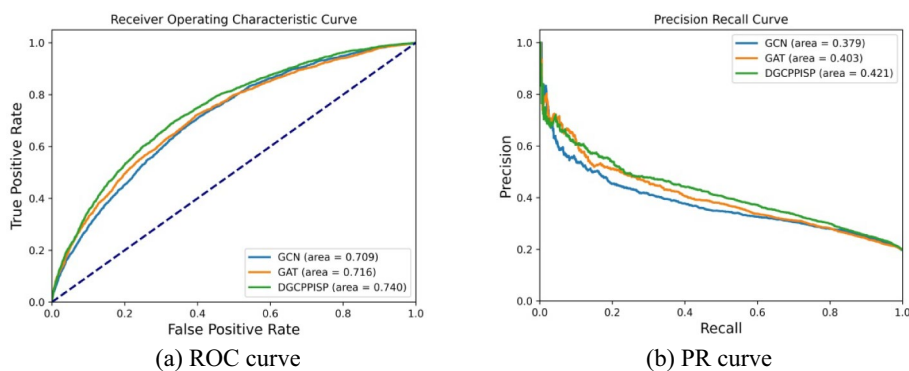 Receiver Operating Characteristic Curve
True Positive Rate
1.0
0.8
0.6
0.4
0.2
0.0
GCN (area = 0.709)
GAT (area = 0.716)
DGCPPISP (area = 0.740)
0.0 0.2 0.4 0.6 0.8 1.0
False Positive Rate
(a) ROC curve
Precision Recall Curve
Precision
1.0
0.8
0.6
0.4
0.2
0.0
GCN (area = 0.379)
GAT (area = 0.403)
DGCPPISP (area = 0.421)
0.0 0.2 0.4 0.6 0.8 1.0
Recall
(b) PR curve